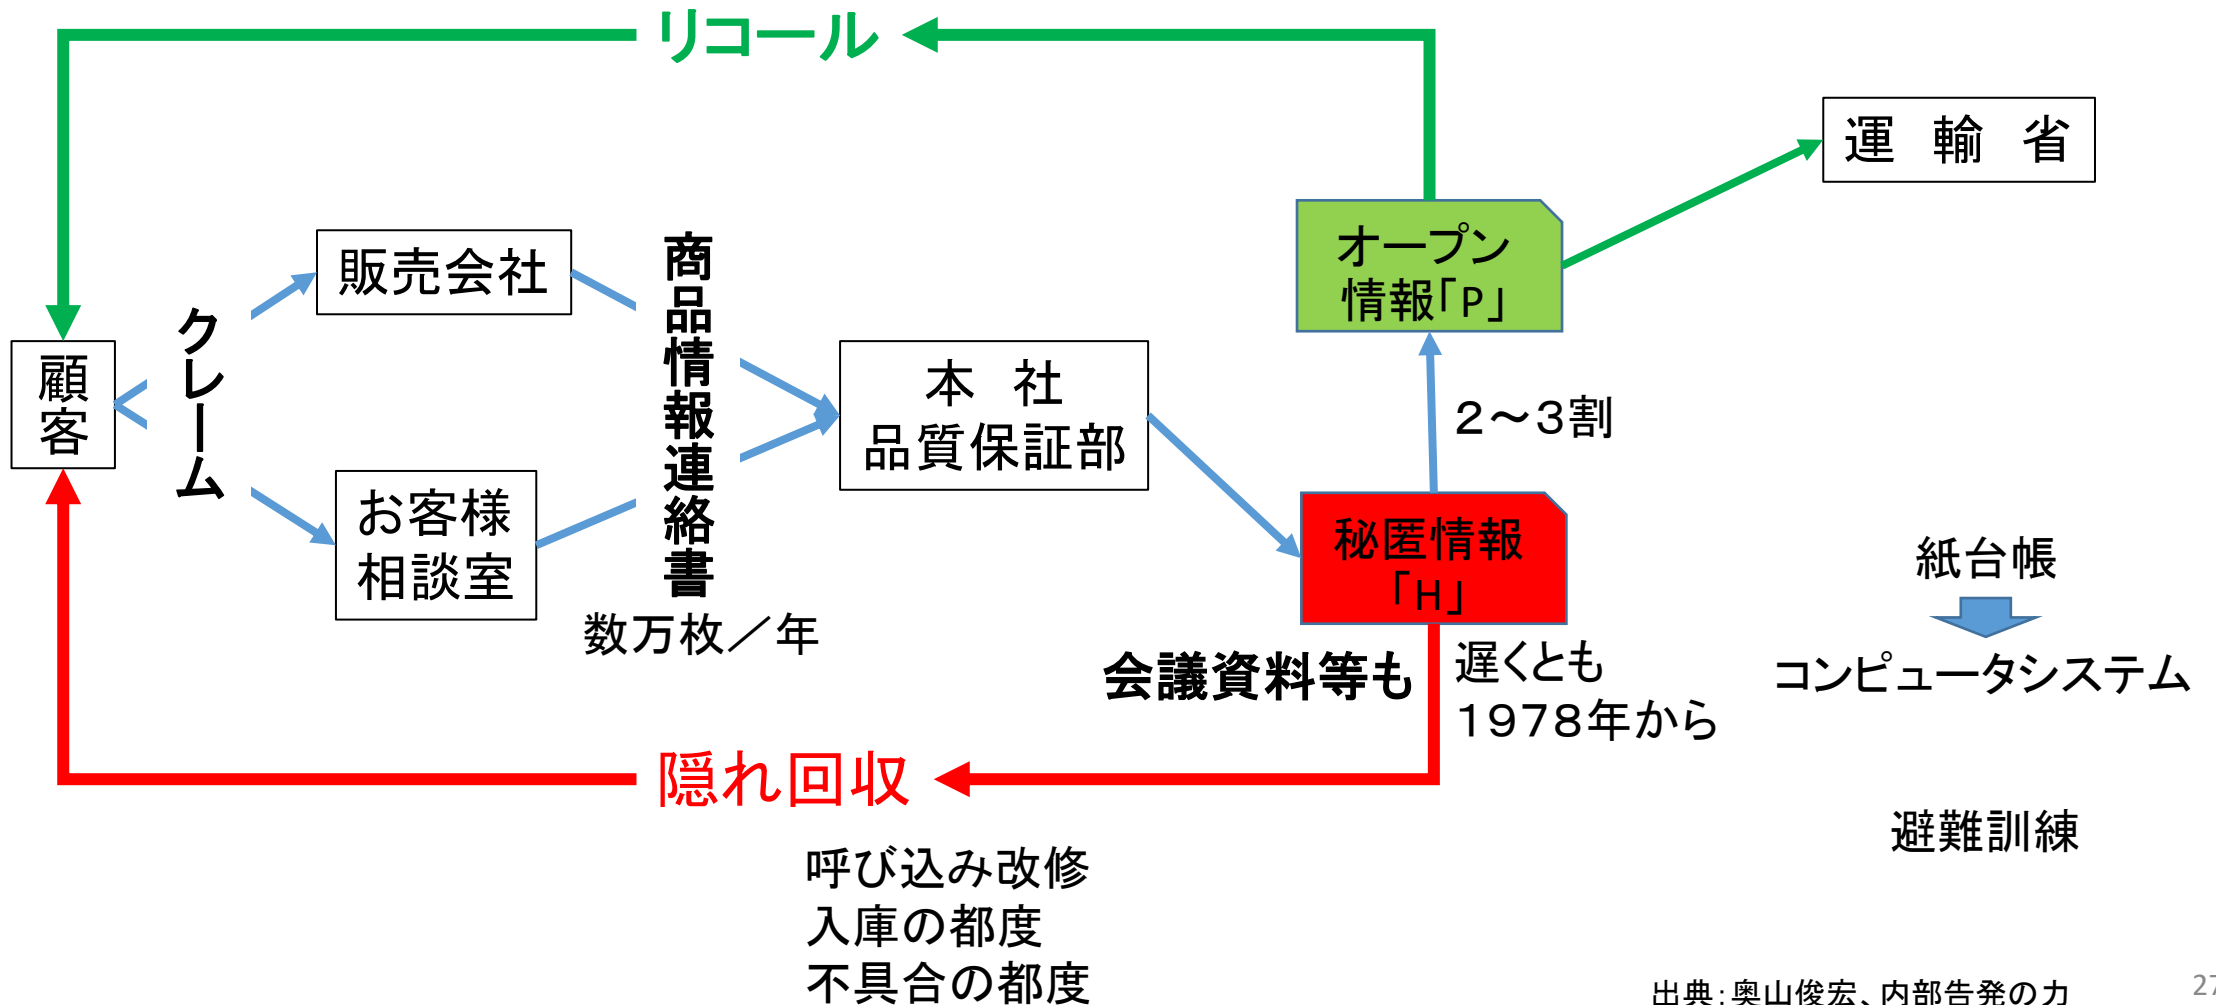 リコール
運　輸　省
オープン
情報「P」
販売会社
商品情報連絡書
クレーム
顧客
本　社
品質保証部
２～３割
お客様
相談室
秘匿情報
「H」
紙台帳
数万枚／年
会議資料等も
遅くとも
１９７８年から
コンピュータシステム
隠れ回収
避難訓練
呼び込み改修
入庫の都度
不具合の都度
出典：奥山俊宏、内部告発の力
27